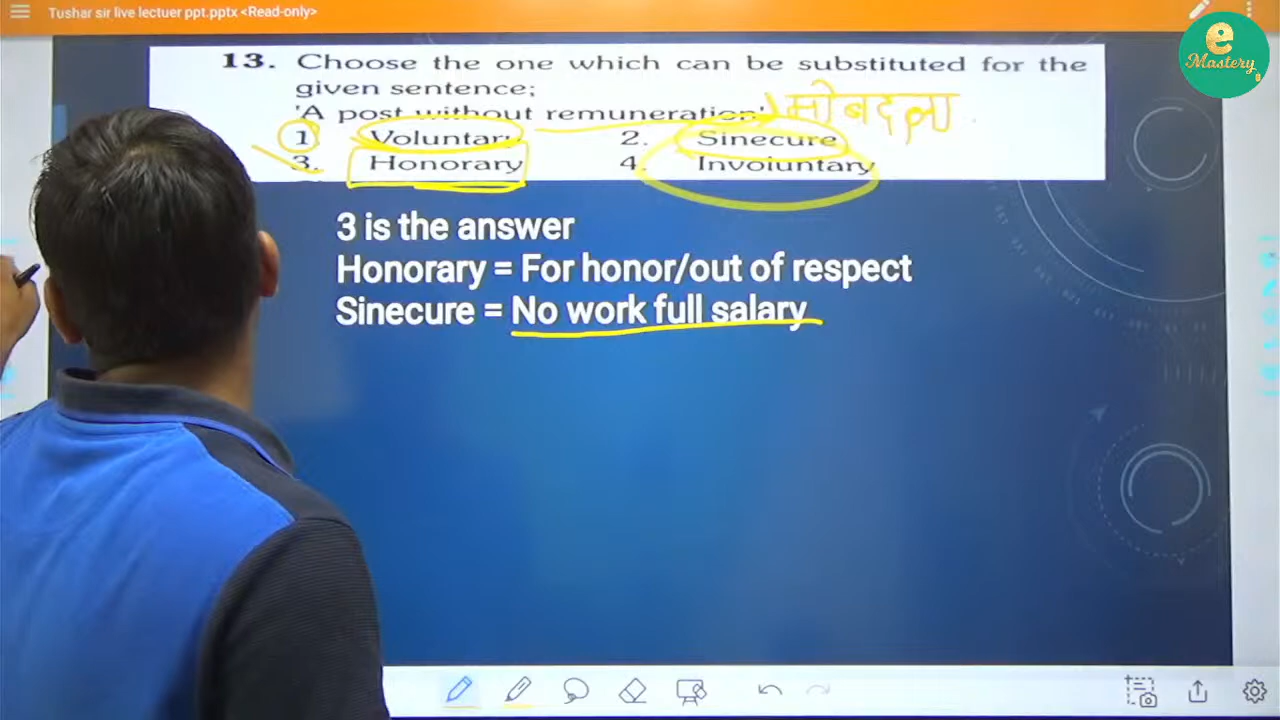 Tushar sir live lectuer ppt.pptx <Read-only>
e
Mastery
13. Choose the one which can be substituted for the
given sentence;
'A post without remuneration' मोबदला
1 Voluntary 2. Sinecure
3. Honorary 4. Invoiuntary
3 is the answer
Honorary = For honor/out of respect
Sinecure = No work full salary